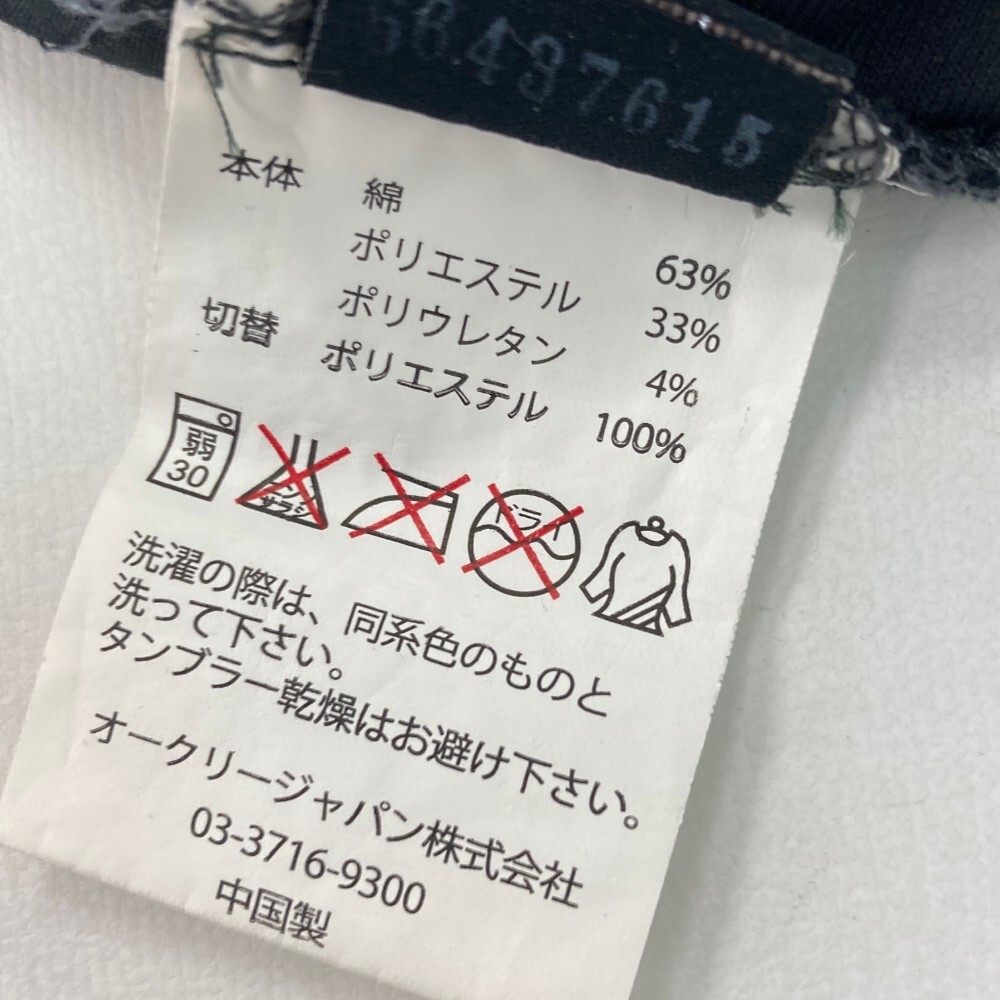 6437615
本体 綿 63%
ポリエステル 33%
ポリウレタン 4%
切替 ポリエステル 100%
弱
30
サラシ
ドライ
洗濯の際は、同系色のものと
洗って下さい。
タンブラー乾燥はお避け下さい。
オークリージャパン株式会社
03-3716-9300
中国製